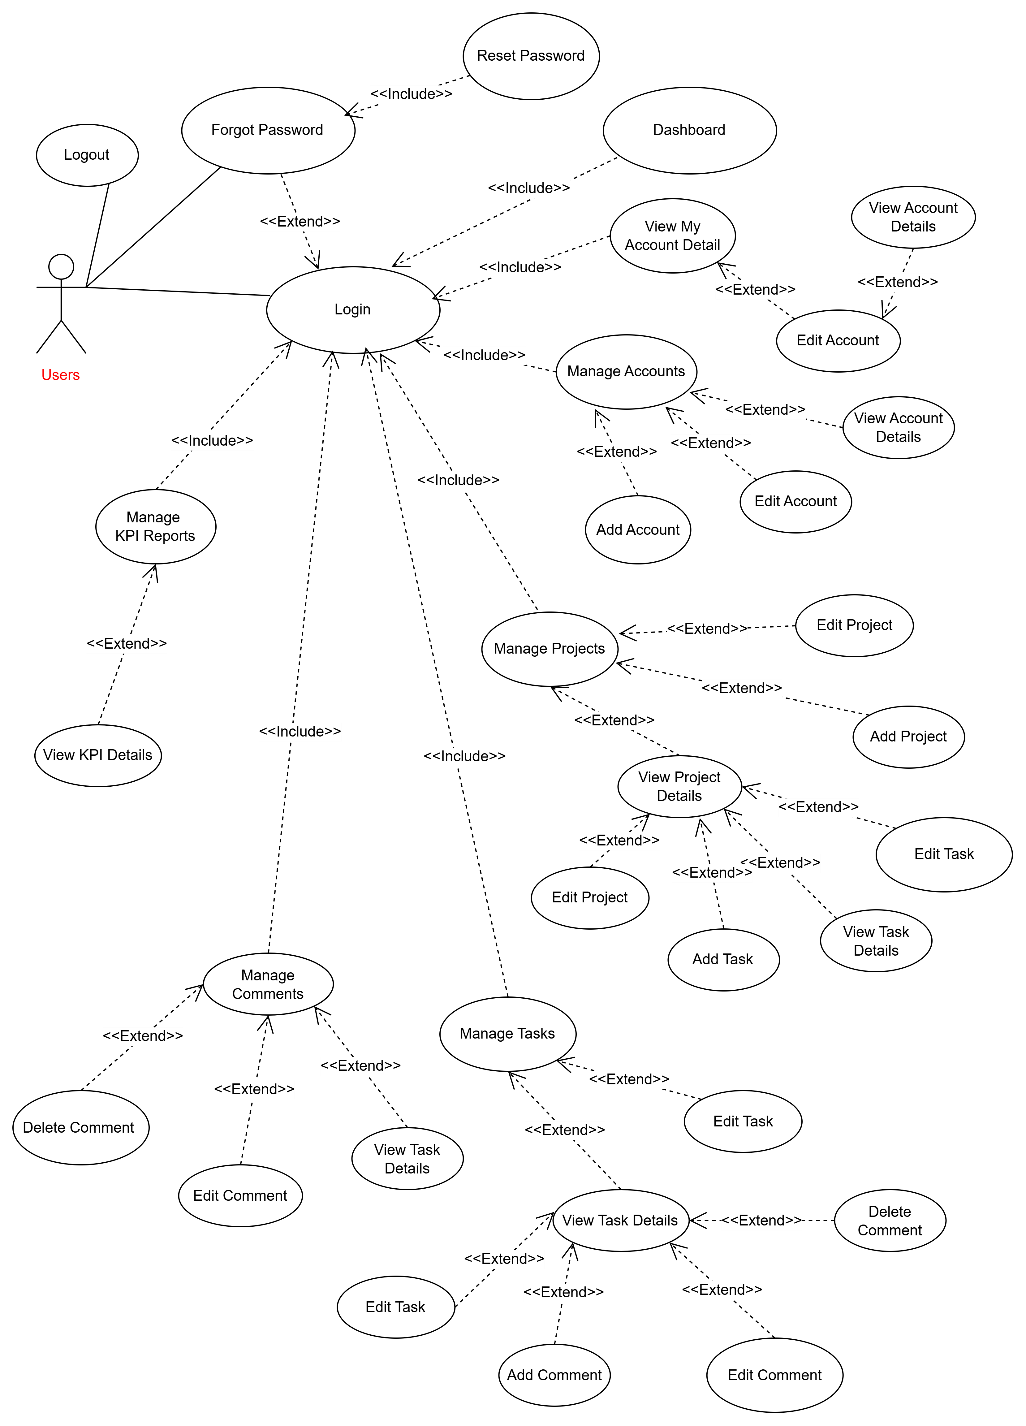 Reset Password
<<Include>>
Forgot Password
Dashboard
Logout
<<Include>>
View Account
Details
<<Extend>>
View My
Account Detail
<<Include>>
<<Extend>>
<<Extend>>
Login
Edit Account
Users
<<Include>>
Manage Accounts
<<Extend>>
View Account
Details
<<Include>>
<<Extend>>
<<Extend>>
<<Include>>
Edit Account
Manage
KPI Reports
Add Account
<<Extend>>
Manage Projects
<<Extend>>
Edit Project
<<Extend>>
Add Project
<<Include>>
<<Extend>>
View KPI Details
<<Include>>
View Project
Details
<<Extend>>
<<Extend>>
Edit Task
<<Extend>>
<<Extend>>
Edit Project
View Task
Details
Add Task
Manage
Comments
Manage Tasks
<<Extend>>
<<Extend>>
<<Extend>>
<<Extend>>
Delete Comment
<<Extend>>
Edit Task
View Task
Details
Edit Comment
View Task Details
<<Extend>>
Delete
Comment
<<Extend>>
<<Extend>>
<<Extend>>
Edit Task
Add Comment
Edit Comment